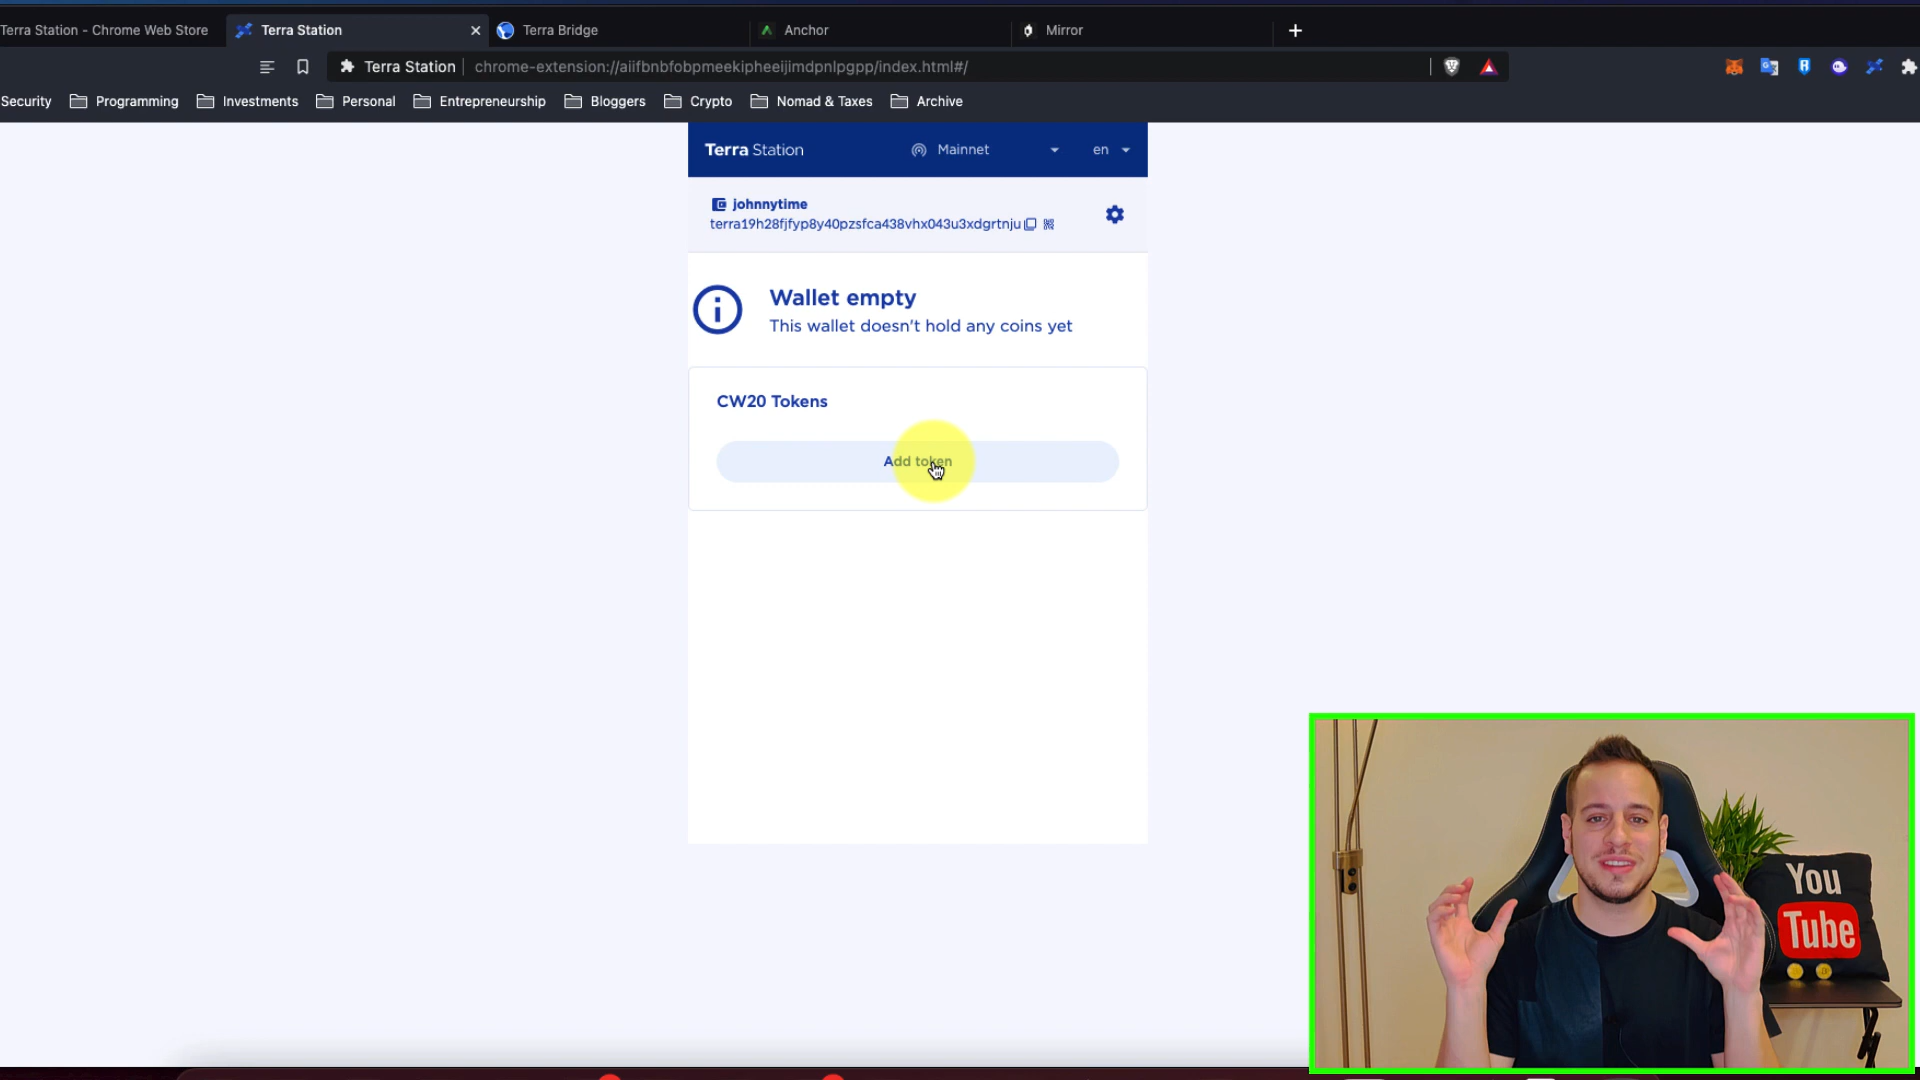 Terra Station - Chrome Web Store
Terra Station
Terra Bridge
Anchor
Mirror
Terra Station
chrome-extension://aiifbnbfobpmeekipheeijimdpnlpgpp/index.html#/
Security
Programming
Investments
Personal
Entrepreneurship
Bloggers
Crypto
Nomad & Taxes
Archive
Terra Station
Mainnet
en
johnnytime
terra19h28fjfyp8y40pzsfca438vhx043u3xdgrtnju
Wallet empty
This wallet doesn't hold any coins yet
CW20 Tokens
Add token
You
Tube